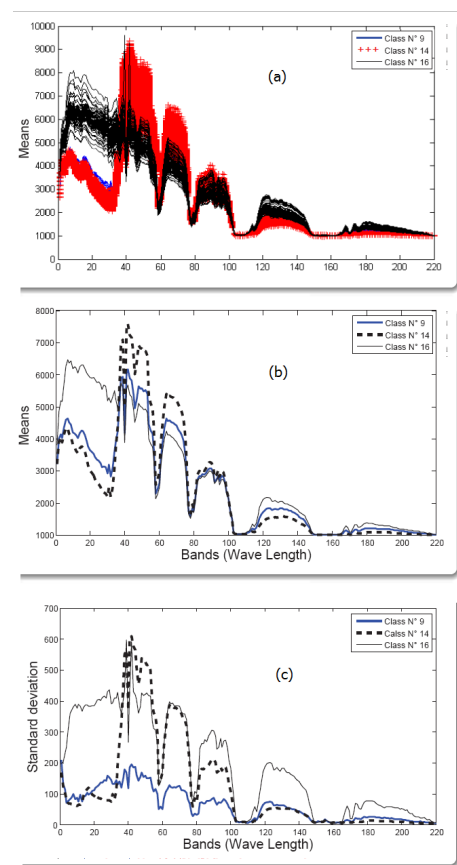 10000
9000
8000
7000
6000
5000
4000
3000
2000
1000
0
Means
(a)
Class N° 9
Class N° 14
Class N° 16
0 20 40 60 80 100 120 140 160 180 200 220
8000
7000
6000
5000
4000
3000
2000
1000
Means
(b)
Class N° 9
Class N° 14
Class N° 16
0 20 40 60 80 100 120 140 160 180 200 220
Bands (Wave Length)
700
600
500
400
300
200
100
0
Standard deviation
(c)
Class N° 9
Calss N° 14
Class N° 16
0 20 40 60 80 100 120 140 160 180 200 220
Bands (Wave Length)